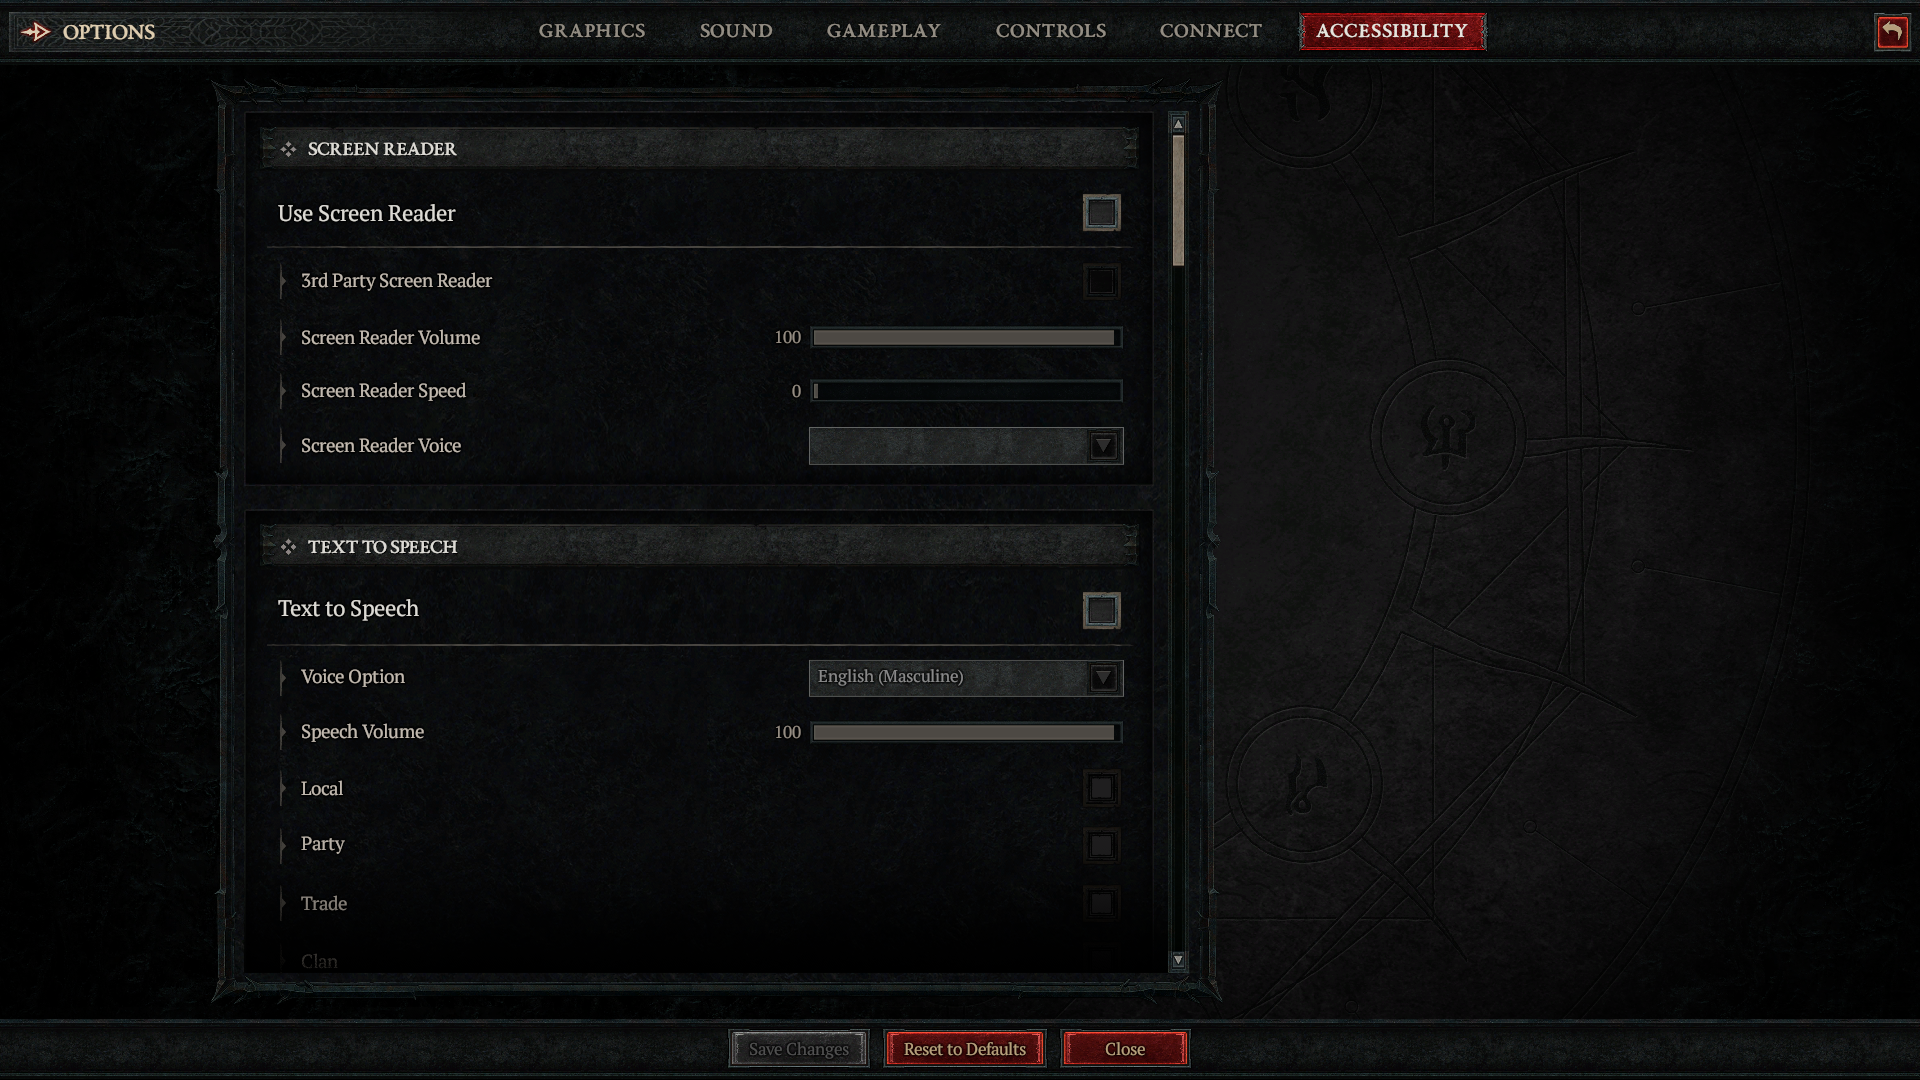 OPTIONS
GRAPHICS
SOUND
GAMEPLAY
CONTROLS
CONNECT
ACCESSIBILITY
SCREEN READER
Use Screen Reader
3rd Party Screen Reader
Screen Reader Volume 100
Screen Reader Speed 0
Screen Reader Voice
TEXT TO SPEECH
Text to Speech
Voice Option English (Masculine)
Speech Volume 100
Local
Party
Trade
Clan
Save Changes
Reset to Defaults
Close